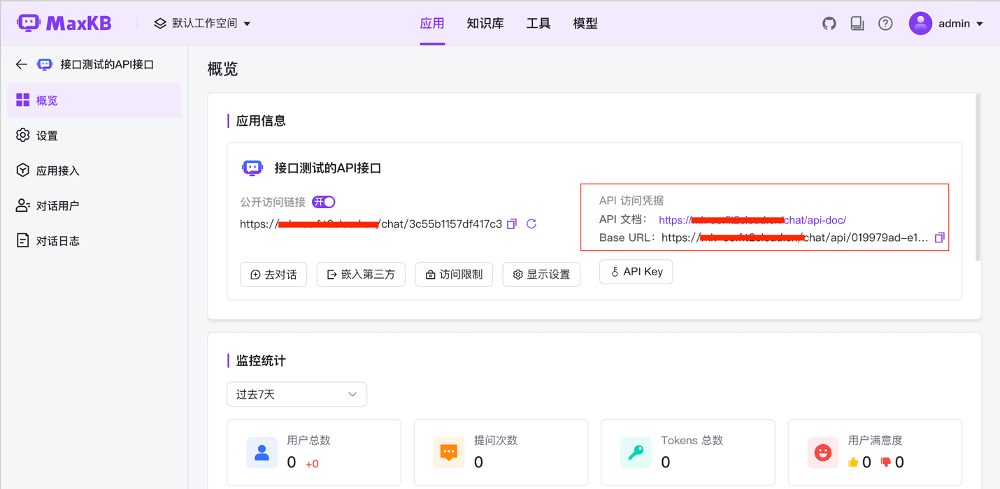 MaxKB 默认工作空间 应用 知识库 工具 模型 admin
接口测试的API接口
概览
设置
应用接入
对话用户
对话日志
概览
应用信息
接口测试的API接口
公开访问链接 开
https:// /chat/3c55b1157df417c3
API 访问凭据
API 文档： https:// chat/api-doc/
Base URL： https:// chat/api/019979ad-e1...
去对话 嵌入第三方 访问限制 显示设置 API Key
监控统计
过去7天
用户总数
0 +0
提问次数
0
Tokens 总数
0
用户满意度
0 0